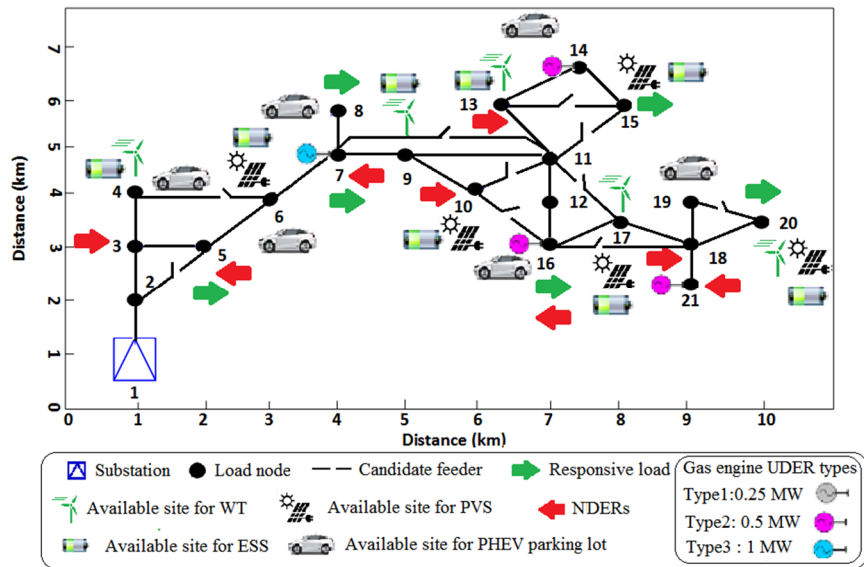 7
14
13
15
6
8
5
7
9
11
4
4
6
10
12
19
20
3
3
5
16
17
18
2
2
21
1
1
0
0 1 2 3 4 5 6 7 8 9 10
Distance (km)
Distance (km)
Substation
Load node
Candidate feeder
Responsive load
Available site for WT
Available site for PVS
NDERs
Available site for ESS
Available site for PHEV parking lot
Gas engine UDER types
Type1:0.25 MW
Type2: 0.5 MW
Type3 : 1 MW